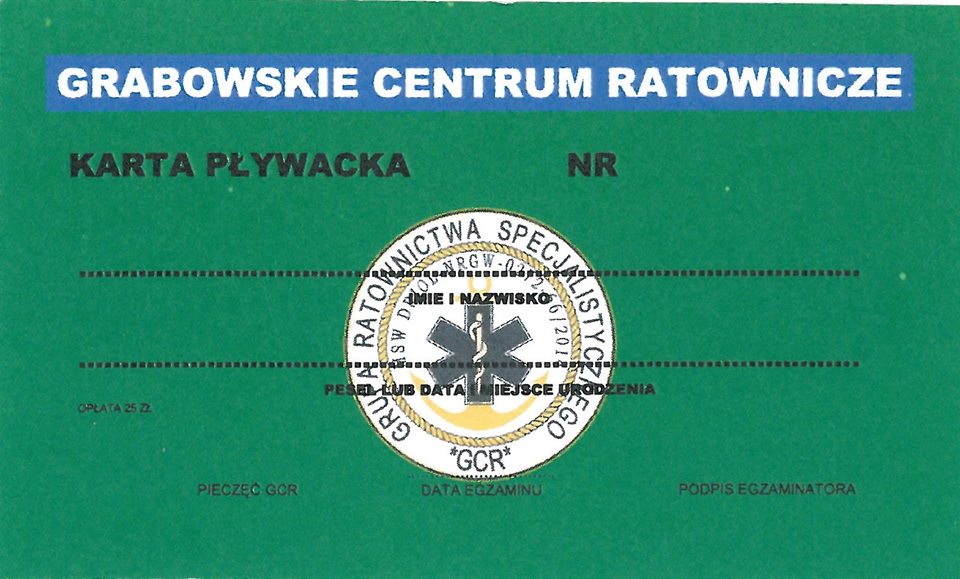 GRABOWSKIE CENTRUM RATOWNICZE
KARTA PŁYWACKA NR
GRUPA RATOWNICTWA SPECJALISTYCZNEGO
IMIE I NAZWISKO
PESEL LUB DATA I MIEJSCE URODZENIA
OPŁATA 25 ZŁ
*GCR*
PIECZĘĆ GCR DATA EGZAMINU PODPIS EGZAMINATORA